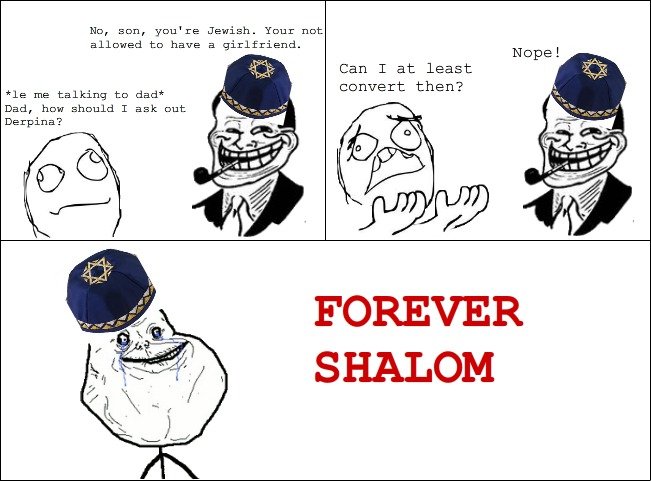 No, son, you're Jewish. Your not
allowed to have a girlfriend.
*le me talking to dad*
Dad, how should I ask out
Derpina?
Can I at least
convert then?
Nope!
FOREVER
SHALOM